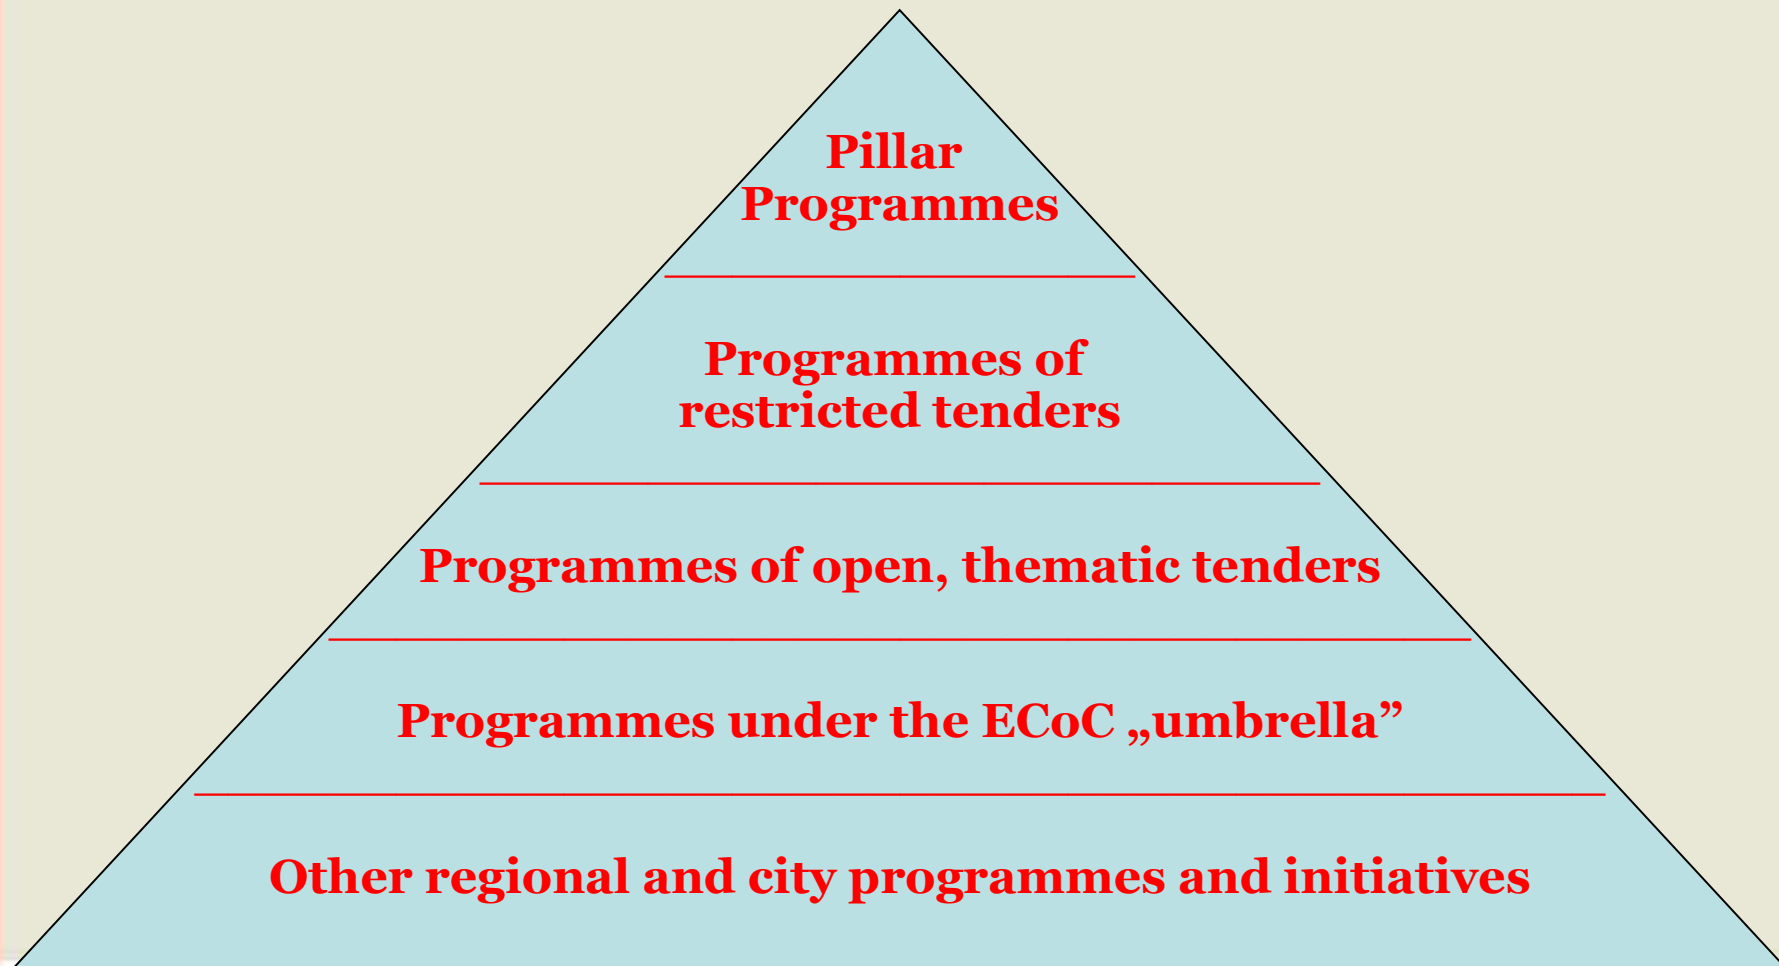 Pillar
Programmes
Programmes of
restricted tenders
Programmes of open, thematic tenders
Programmes under the ECoC „umbrella”
Other regional and city programmes and initiatives